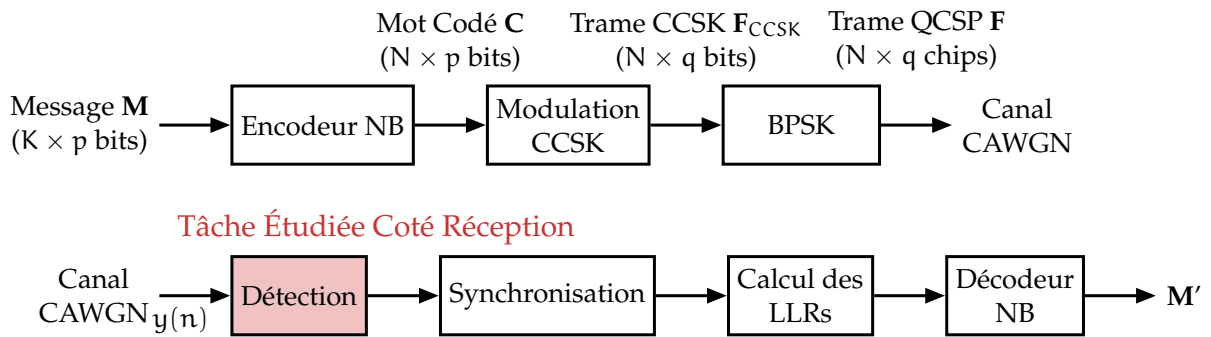 Mot Codé C
(N × p bits)
Trame CCSK F_CCSK
(N × q bits)
Trame QCSP F
(N × q chips)
Message M
(K × p bits)
Encodeur NB
Modulation
CCSK
BPSK
Canal
CAWGN
Tâche Étudiée Coté Réception
Canal
CAWGN
y(n)
Détection
Synchronisation
Calcul des
LLRs
Décodeur
NB
M′